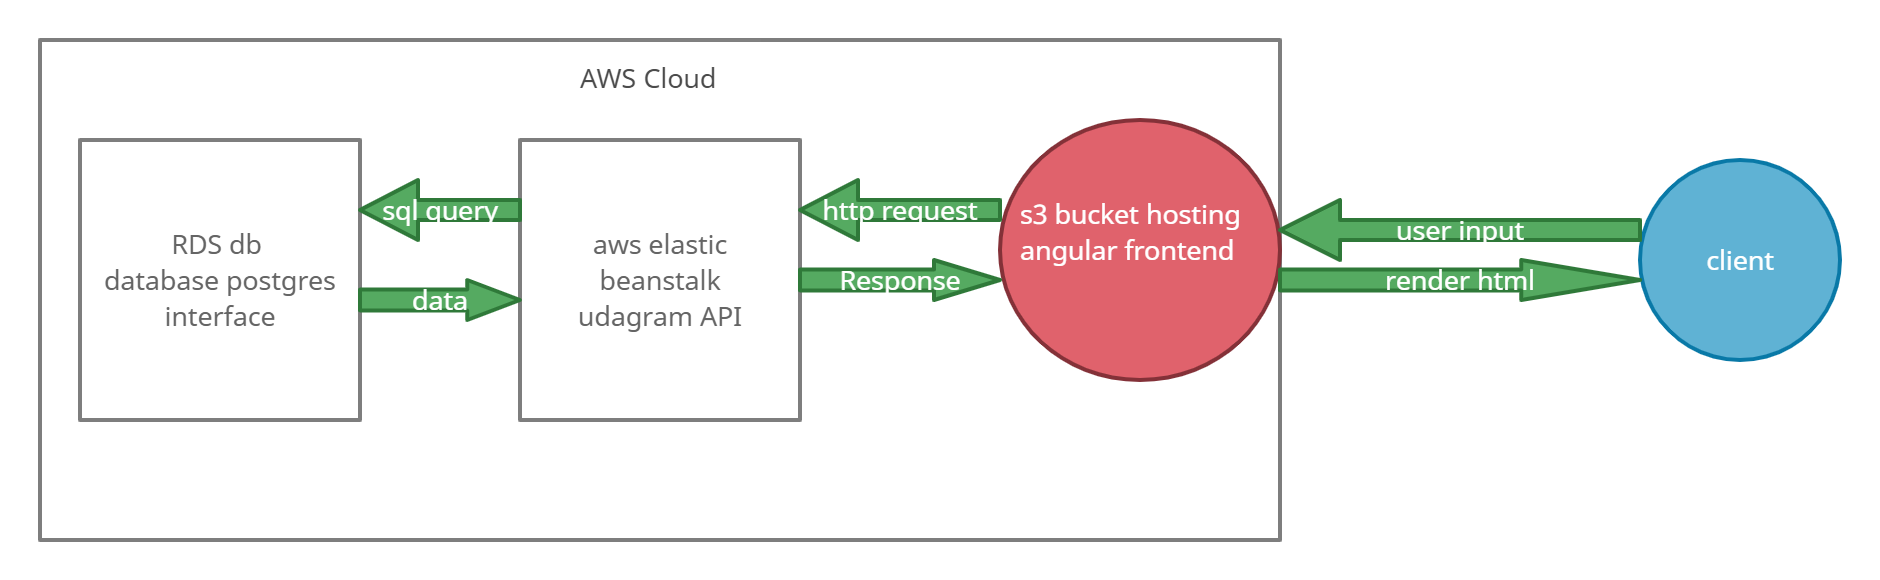 AWS Cloud
RDS db
database postgres
interface
sql query
data
aws elastic
beanstalk
udagram API
http request
Response
s3 bucket hosting
angular frontend
user input
render html
client